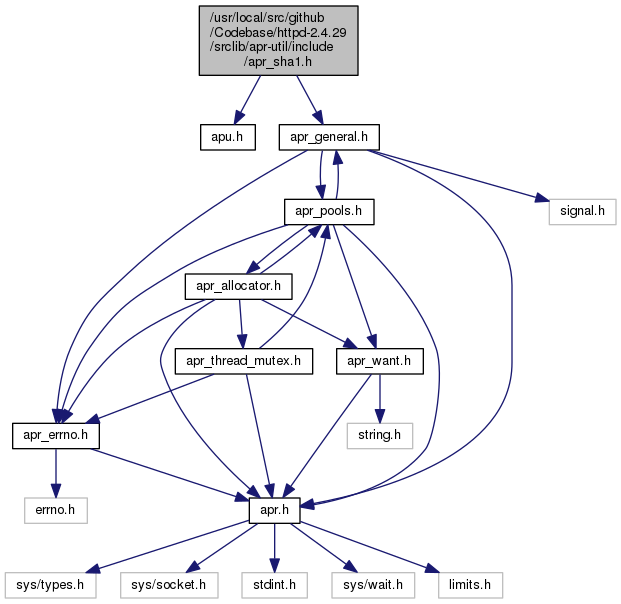 /usr/local/src/github
/Codebase/httpd-2.4.29
/srclib/apr-util/include
/apr_sha1.h
apu.h
apr_general.h
apr_pools.h
signal.h
apr_allocator.h
apr_thread_mutex.h
apr_want.h
apr_errno.h
string.h
errno.h
apr.h
sys/types.h
sys/socket.h
stdint.h
sys/wait.h
limits.h